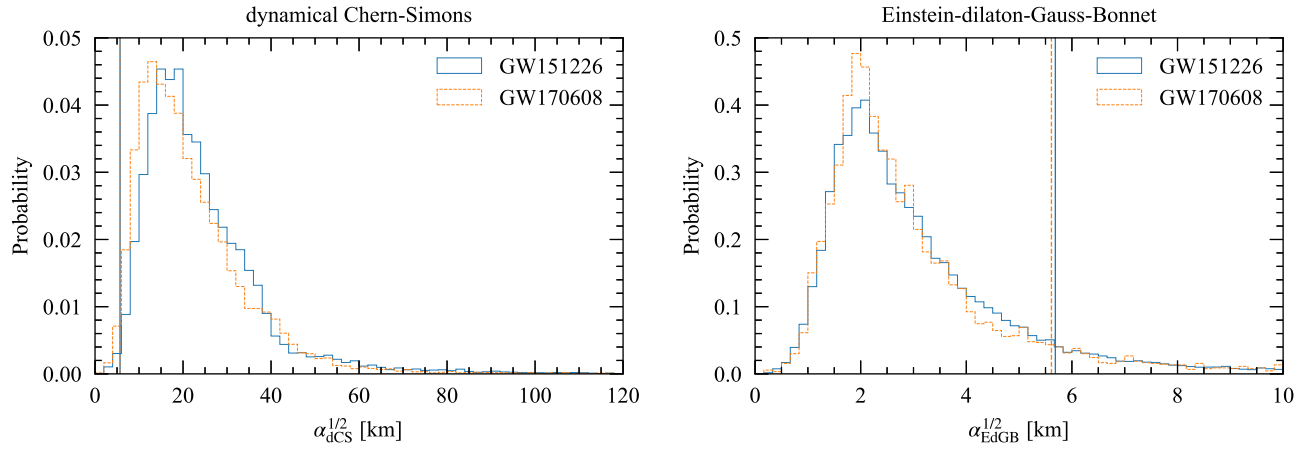 dynamical Chern-Simons
0.05
0.04
0.03
0.02
0.01
0.00
Probability
GW151226
GW170608
0 20 40 60 80 100 120
α_dCS^1/2 [km]
Einstein-dilaton-Gauss-Bonnet
0.5
0.4
0.3
0.2
0.1
0.0
Probability
GW151226
GW170608
0 2 4 6 8 10
α_EdGB^1/2 [km]